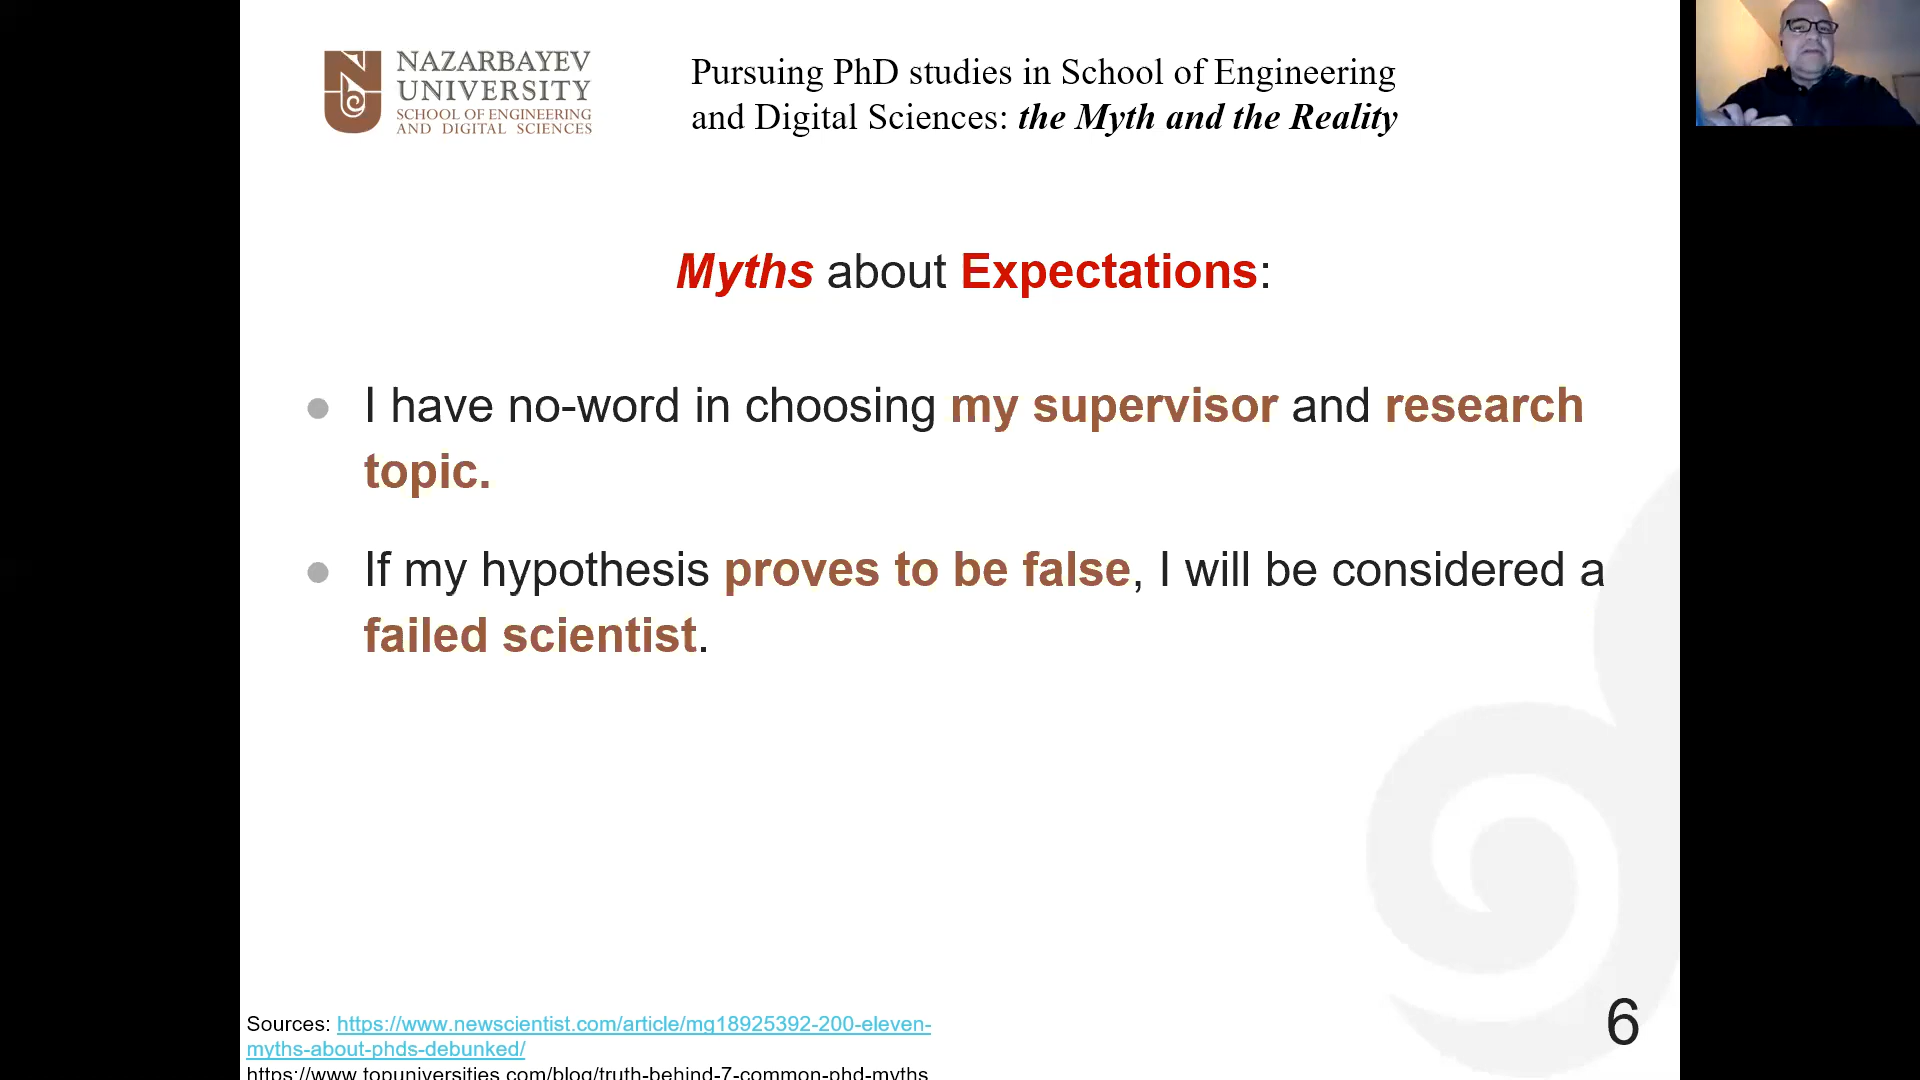 NAZARBAYEV
UNIVERSITY
SCHOOL OF ENGINEERING
AND DIGITAL SCIENCES
Pursuing PhD studies in School of Engineering
and Digital Sciences: the Myth and the Reality
Myths about Expectations:
I have no-word in choosing my supervisor and research
topic.
If my hypothesis proves to be false, I will be considered a
failed scientist.
Sources: https://www.newscientist.com/article/mg18925392-200-eleven-
myths-about-phds-debunked/
https://www.topuniversities.com/blog/truth-behind-7-common-phd-myths
6